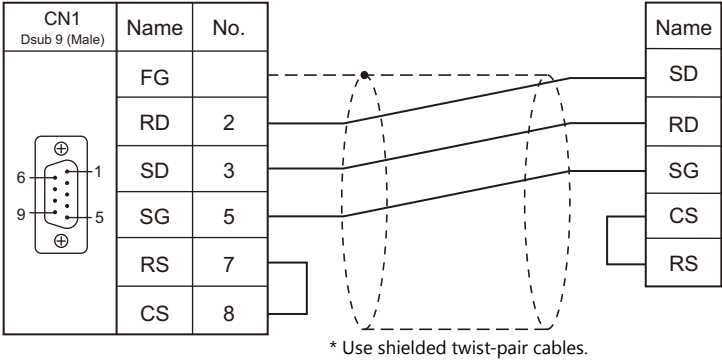 CN1
Dsub 9 (Male)
Name
No.
Name
FG
SD
RD
2
RD
1
6
SD
3
SG
9
5
SG
5
CS
RS
7
RS
CS
8
* Use shielded twist-pair cables.